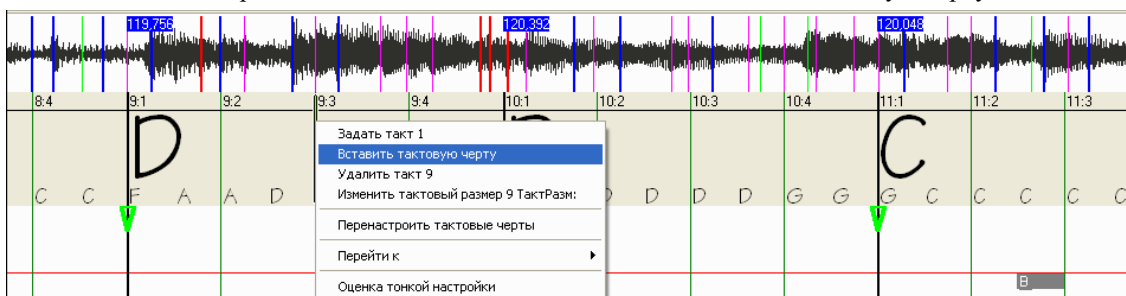 119,756 120,392 120,048
8:4 9:1 9:2 9:3 9:4 10:1 10:2 10:3 10:4 11:1 11:2 11:3
D C
C C F A A D D D D G G G C C C C
Задать такт 1
Вставить тактовую черту
Удалить такт 9
Изменить тактовый размер 9 ТактРазм:
Перенастроить тактовые черты
Перейти к
Оценка тонкой настройки
B